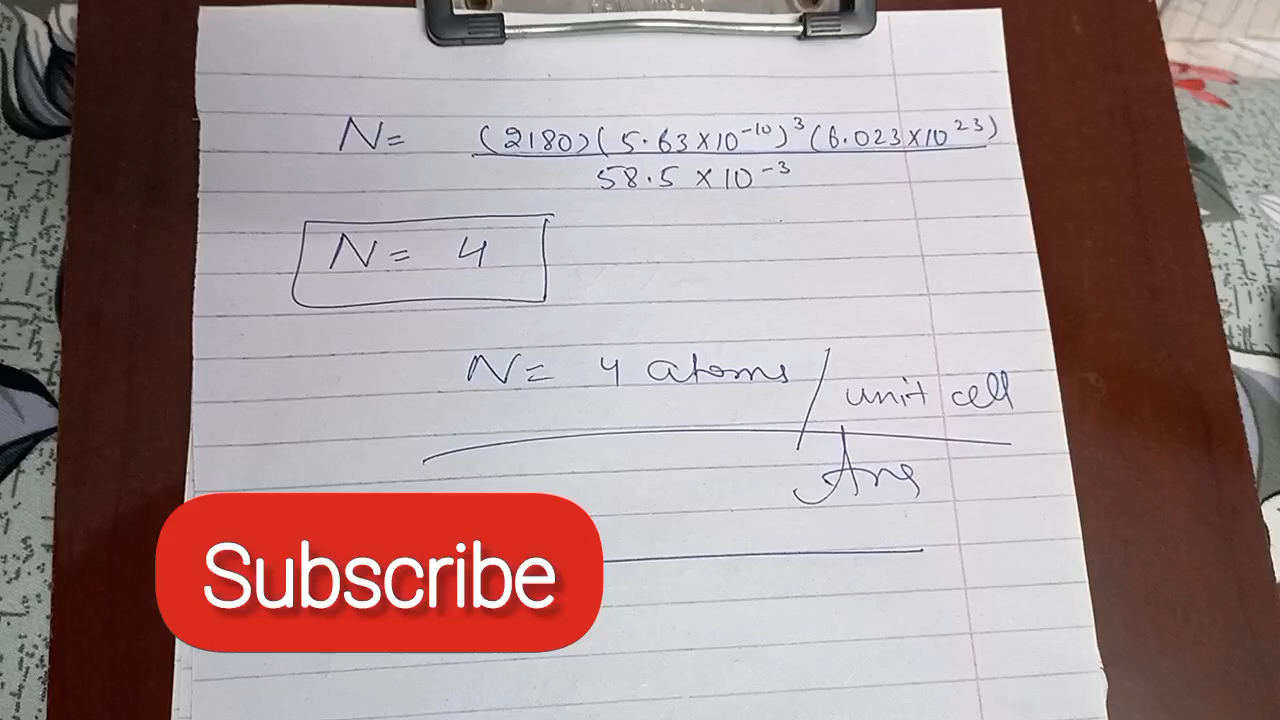 N= (2180)(5.63×10⁻¹⁰)³(6.023×10²³)
58.5×10⁻³
N= 4
N= 4 atoms / unit cell
Ans
Subscribe